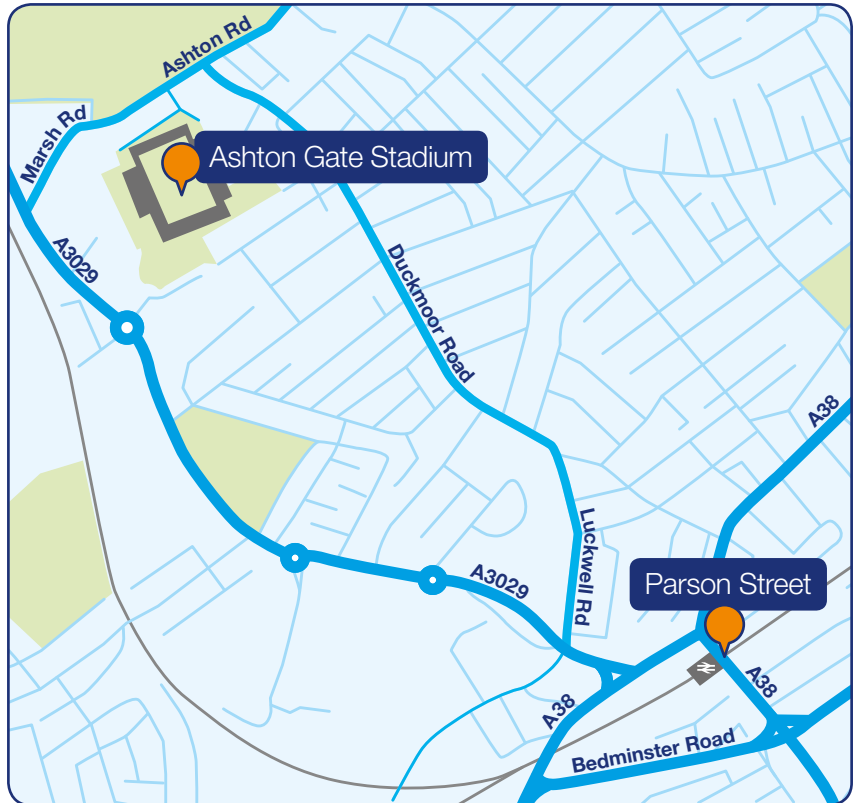 Ashton Rd
Marsh Rd
Ashton Gate Stadium
A3029
Duckmoor Road
A38
Luckwell Rd
A3029
Parson Street
A38
A38
Bedminster Road